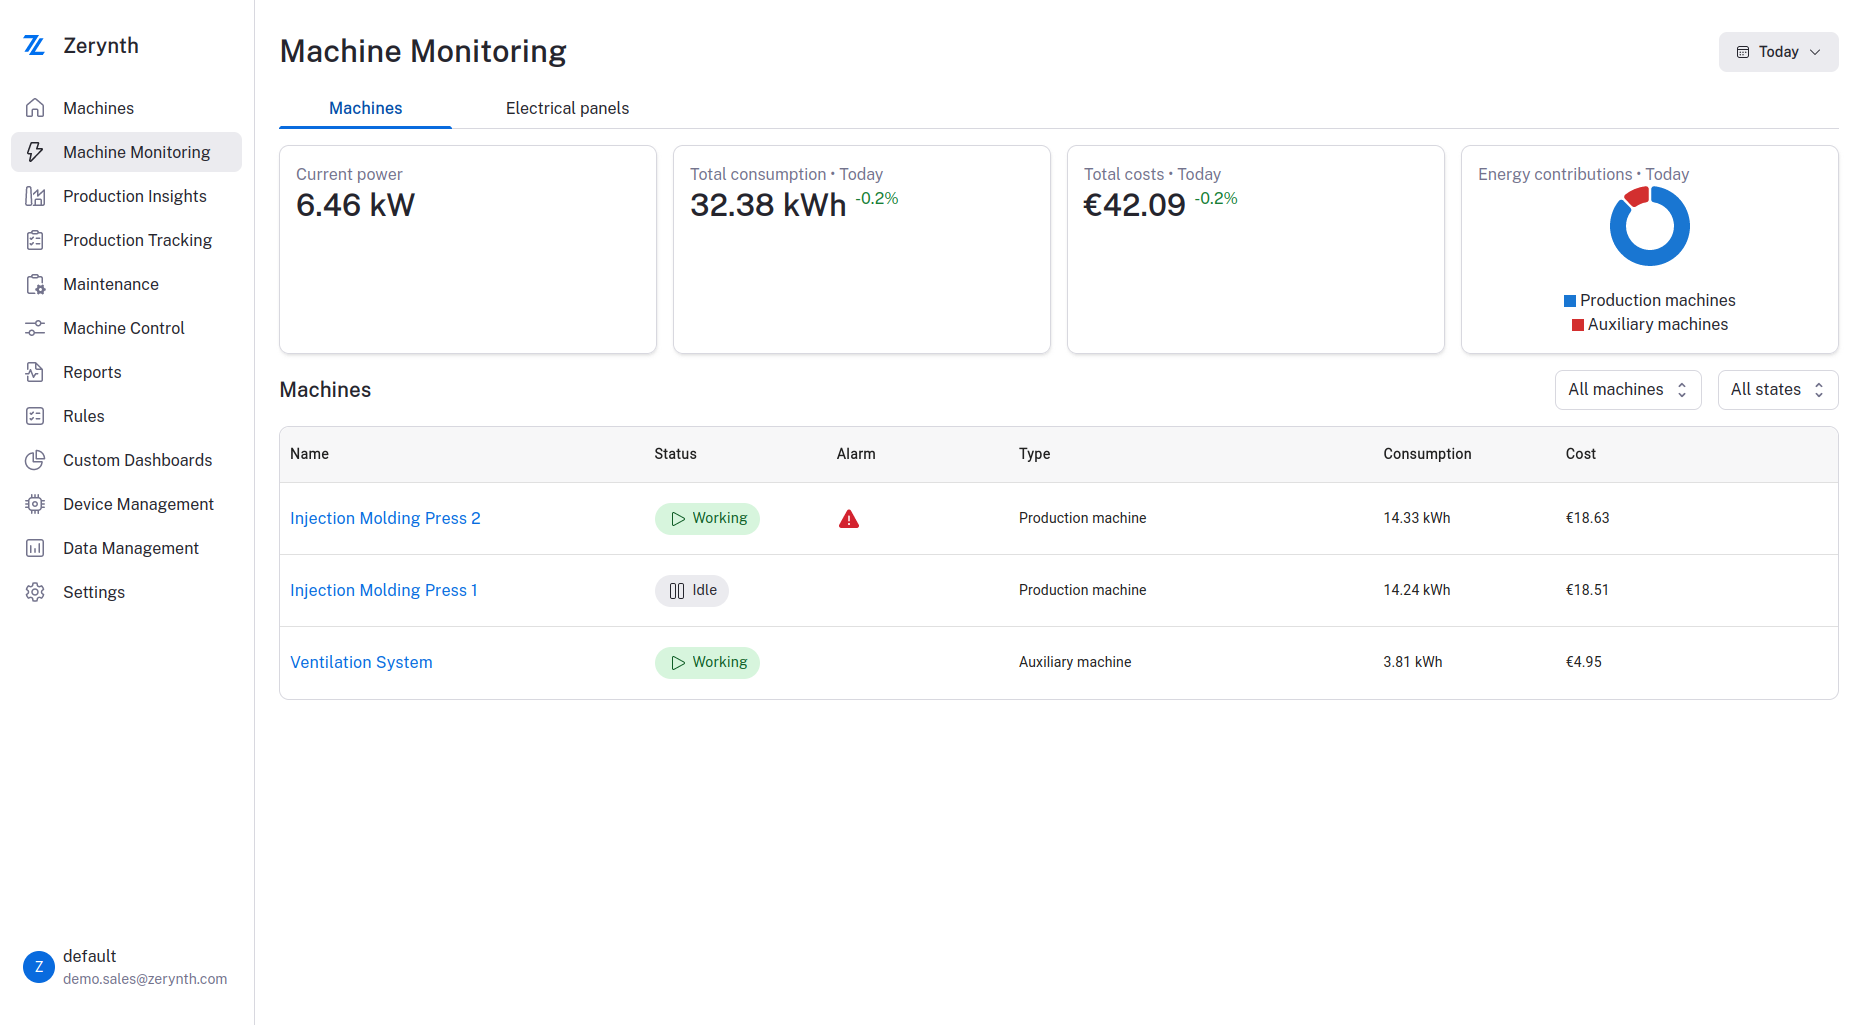 Zerynth
Machines
Machine Monitoring
Production Insights
Production Tracking
Maintenance
Machine Control
Reports
Rules
Custom Dashboards
Device Management
Data Management
Settings
Z
default
demo.sales@zerynth.com
Machine Monitoring
Today
Machines
Electrical panels
Current power
6.46 kW
Total consumption • Today
32.38 kWh -0.2%
Total costs • Today
€42.09 -0.2%
Energy contributions • Today
Production machines
Auxiliary machines
Machines
All machines
All states
Name Status Alarm Type Consumption Cost
Injection Molding Press 2 Working Production machine 14.33 kWh €18.63
Injection Molding Press 1 Idle Production machine 14.24 kWh €18.51
Ventilation System Working Auxiliary machine 3.81 kWh €4.95